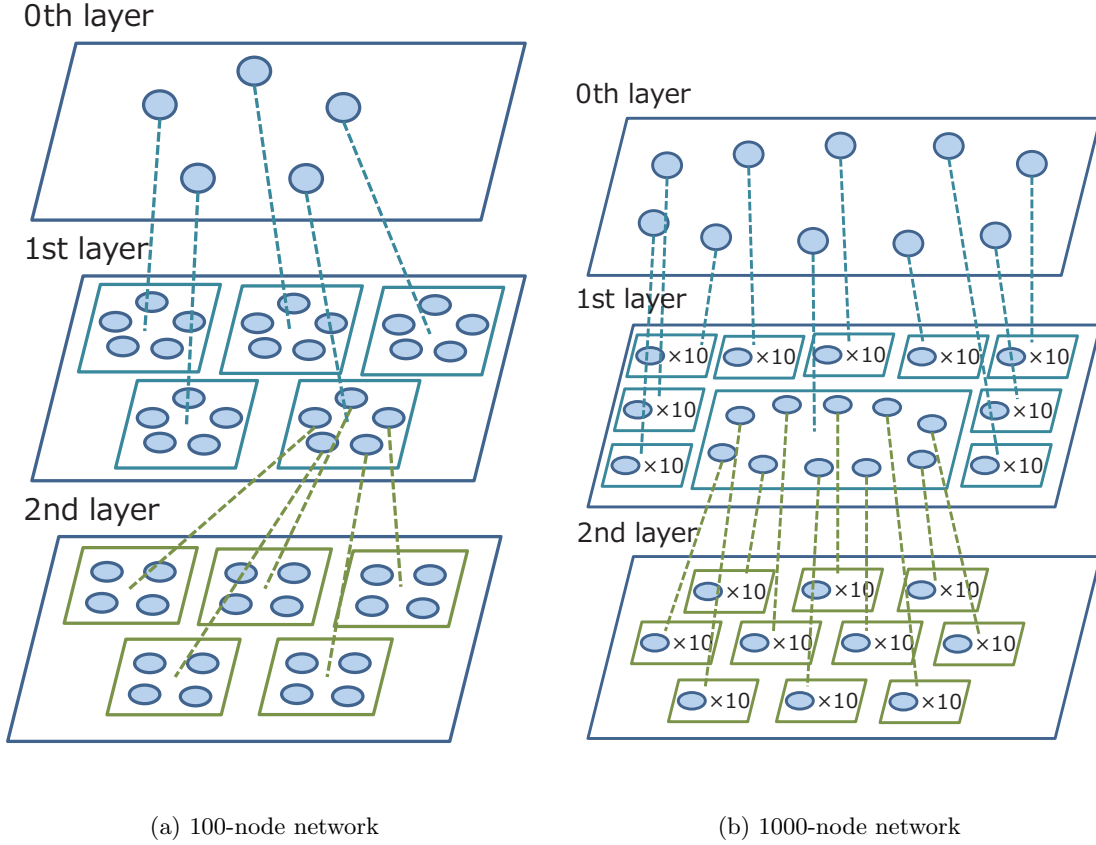 0th layer
1st layer
2nd layer
(a) 100-node network
0th layer
1st layer
×10 ×10 ×10 ×10 ×10
×10 ×10
×10 ×10
2nd layer
×10 ×10 ×10
×10 ×10 ×10 ×10
×10 ×10 ×10
(b) 1000-node network